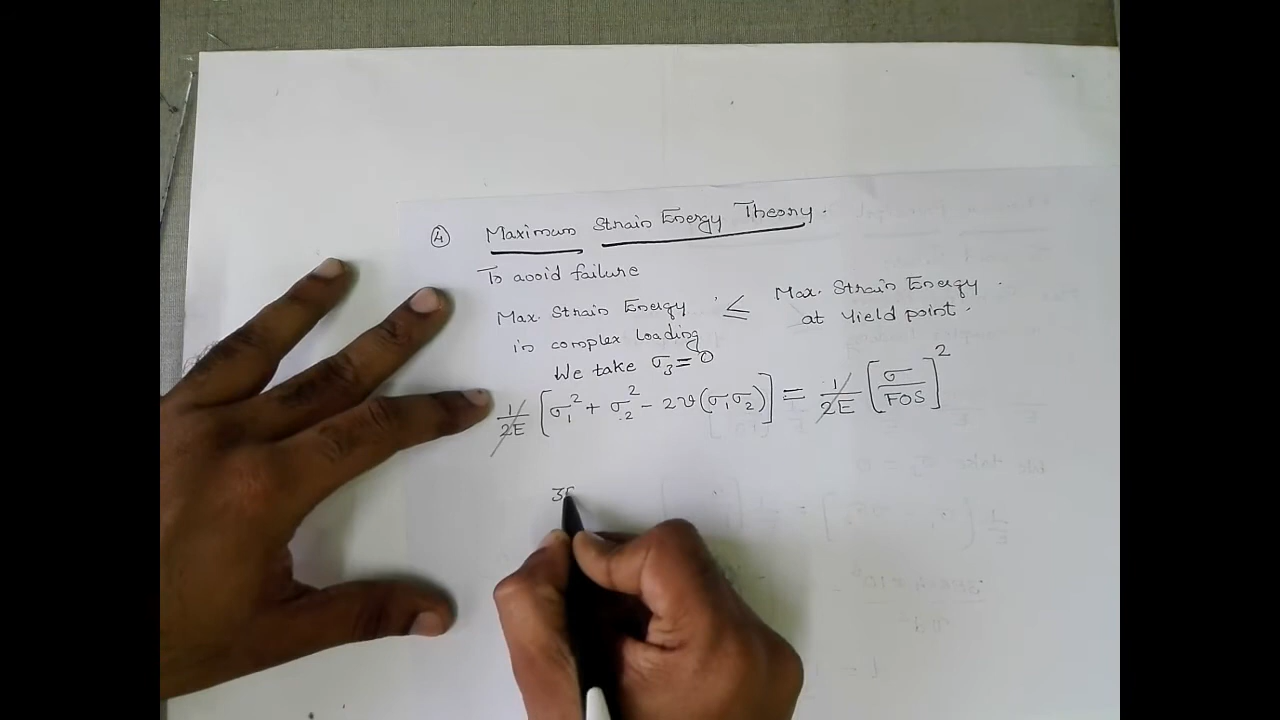 ④ Maximum Strain Energy Theory.
To avoid failure
Max. Strain Energy ≤ Max. Strain Energy
in complex loading at Yield point.
We take σ₃ = 0
1/2E [σ₁² + σ₂² - 2ν(σ₁σ₂)] = 1/2E [σ/FOS]²
35